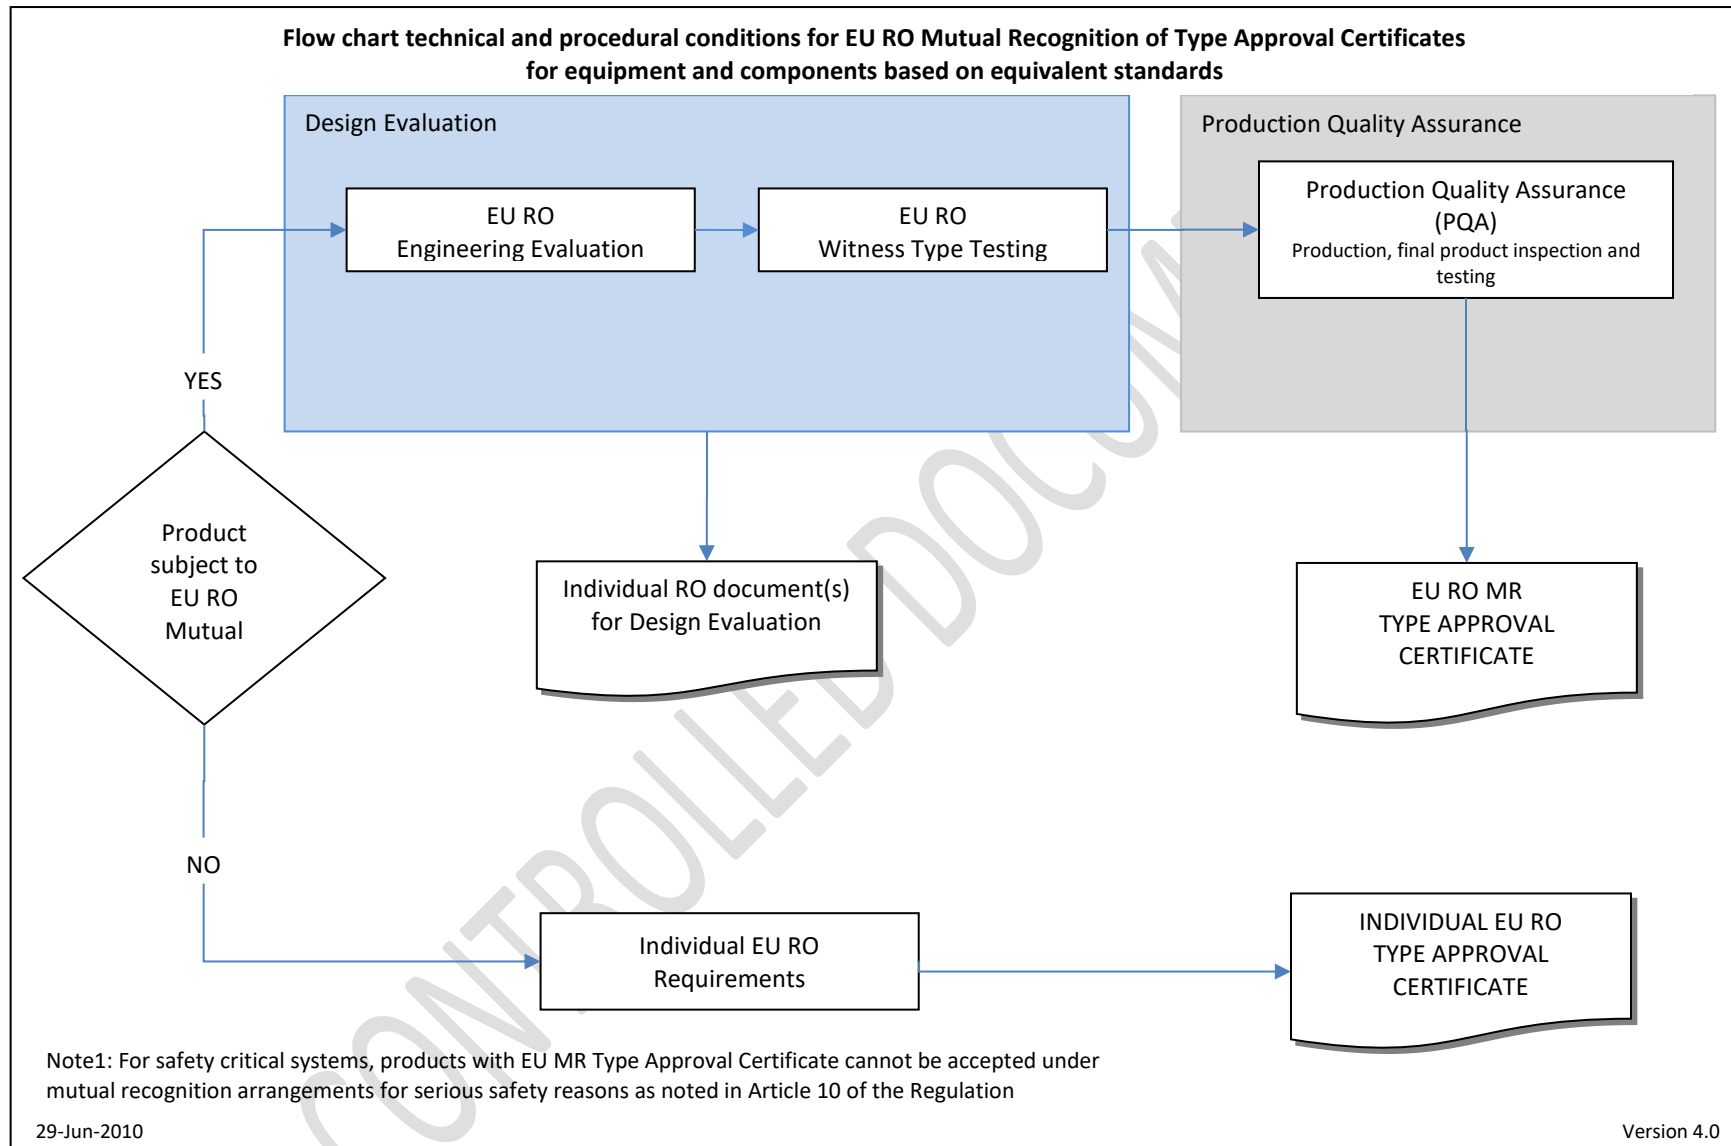 Flow chart technical and procedural conditions for EU RO Mutual Recognition of Type Approval Certificates
for equipment and components based on equivalent standards
Design Evaluation
Production Quality Assurance
EU RO
Engineering Evaluation
EU RO
Witness Type Testing
Production Quality Assurance
(PQA)
Production, final product inspection and
testing
YES
Product
subject to
EU RO
Mutual
Individual RO document(s)
for Design Evaluation
EU RO MR
TYPE APPROVAL
CERTIFICATE
NO
Individual EU RO
Requirements
INDIVIDUAL EU RO
TYPE APPROVAL
CERTIFICATE
CONTROLLED DOCUM
Note1: For safety critical systems, products with EU MR Type Approval Certificate cannot be accepted under
mutual recognition arrangements for serious safety reasons as noted in Article 10 of the Regulation
29-Jun-2010
Version 4.0